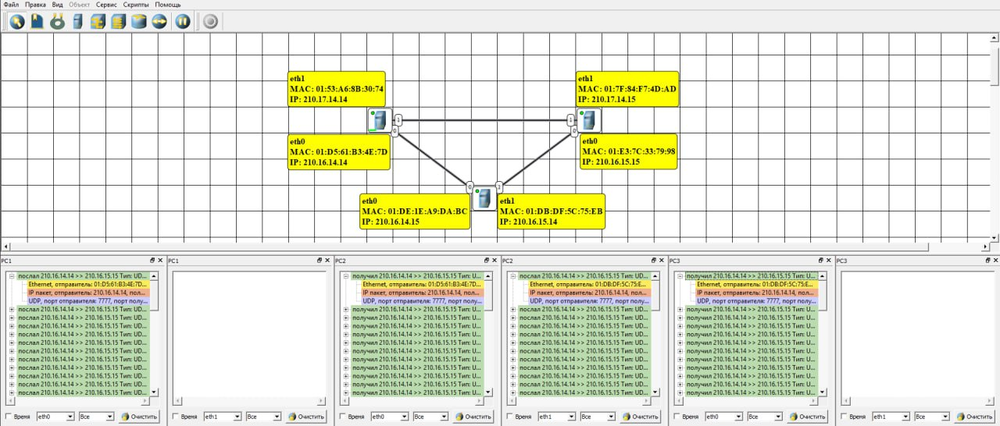 Файл Правка Вид Объект Сервис Скрипты Помощь
eth1
MAC: 01:53:A6:8B:30:74
IP: 210.17.14.14
eth1
MAC: 01:7F:84:F7:4D:AD
IP: 210.17.14.15
1
1
0
0
eth0
MAC: 01:D5:61:B3:4E:7D
IP: 210.16.14.14
eth0
MAC: 01:E3:7C:33:79:98
IP: 210.16.15.15
0
1
eth0
MAC: 01:DE:1E:A9:DA:BC
IP: 210.16.14.15
eth1
MAC: 01:DB:DF:5C:75:EB
IP: 210.16.15.14
PC1
послал 210.16.14.14 >> 210.16.15.15 Тип: UD...
Ethernet, отправитель: 01:D5:61:B3:4E:7D...
IP пакет, отправитель: 210.16.14.14, пол...
UDP, порт отправителя: 7777, порт полу...
послал 210.16.14.14 >> 210.16.15.15 Тип: UD...
послал 210.16.14.14 >> 210.16.15.15 Тип: UD...
послал 210.16.14.14 >> 210.16.15.15 Тип: UD...
послал 210.16.14.14 >> 210.16.15.15 Тип: UD...
послал 210.16.14.14 >> 210.16.15.15 Тип: UD...
послал 210.16.14.14 >> 210.16.15.15 Тип: UD...
послал 210.16.14.14 >> 210.16.15.15 Тип: UD...
послал 210.16.14.14 >> 210.16.15.15 Тип: UD...
послал 210.16.14.14 >> 210.16.15.15 Тип: UD...
послал 210.16.14.14 >> 210.16.15.15 Тип: UD...
послал 210.16.14.14 >> 210.16.15.15 Тип: UD...
Время eth0 Все Очистить
PC1
Время eth1 Все Очистить
PC2
получил 210.16.14.14 >> 210.16.15.15 Тип: U...
Ethernet, отправитель: 01:D5:61:B3:4E:7D...
IP пакет, отправитель: 210.16.14.14, пол...
UDP, порт отправителя: 7777, порт полу...
получил 210.16.14.14 >> 210.16.15.15 Тип: U...
получил 210.16.14.14 >> 210.16.15.15 Тип: U...
получил 210.16.14.14 >> 210.16.15.15 Тип: U...
получил 210.16.14.14 >> 210.16.15.15 Тип: U...
получил 210.16.14.14 >> 210.16.15.15 Тип: U...
получил 210.16.14.14 >> 210.16.15.15 Тип: U...
получил 210.16.14.14 >> 210.16.15.15 Тип: U...
получил 210.16.14.14 >> 210.16.15.15 Тип: U...
получил 210.16.14.14 >> 210.16.15.15 Тип: U...
получил 210.16.14.14 >> 210.16.15.15 Тип: U...
получил 210.16.14.14 >> 210.16.15.15 Тип: U...
Время eth0 Все Очистить
PC2
послал 210.16.14.14 >> 210.16.15.15 Тип: UD...
Ethernet, отправитель: 01:DB:DF:5C:75:E...
IP пакет, отправитель: 210.16.14.14, пол...
UDP, порт отправителя: 7777, порт полу...
послал 210.16.14.14 >> 210.16.15.15 Тип: UD...
послал 210.16.14.14 >> 210.16.15.15 Тип: UD...
послал 210.16.14.14 >> 210.16.15.15 Тип: UD...
послал 210.16.14.14 >> 210.16.15.15 Тип: UD...
послал 210.16.14.14 >> 210.16.15.15 Тип: UD...
послал 210.16.14.14 >> 210.16.15.15 Тип: UD...
послал 210.16.14.14 >> 210.16.15.15 Тип: UD...
послал 210.16.14.14 >> 210.16.15.15 Тип: UD...
послал 210.16.14.14 >> 210.16.15.15 Тип: UD...
послал 210.16.14.14 >> 210.16.15.15 Тип: UD...
послал 210.16.14.14 >> 210.16.15.15 Тип: UD...
Время eth1 Все Очистить
PC3
получил 210.16.14.14 >> 210.16.15.15 Тип: U...
Ethernet, отправитель: 01:DB:DF:5C:75:E...
IP пакет, отправитель: 210.16.14.14, пол...
UDP, порт отправителя: 7777, порт полу...
получил 210.16.14.14 >> 210.16.15.15 Тип: U...
получил 210.16.14.14 >> 210.16.15.15 Тип: U...
получил 210.16.14.14 >> 210.16.15.15 Тип: U...
получил 210.16.14.14 >> 210.16.15.15 Тип: U...
получил 210.16.14.14 >> 210.16.15.15 Тип: U...
получил 210.16.14.14 >> 210.16.15.15 Тип: U...
получил 210.16.14.14 >> 210.16.15.15 Тип: U...
получил 210.16.14.14 >> 210.16.15.15 Тип: U...
получил 210.16.14.14 >> 210.16.15.15 Тип: U...
получил 210.16.14.14 >> 210.16.15.15 Тип: U...
получил 210.16.14.14 >> 210.16.15.15 Тип: U...
Время eth0 Все Очистить
PC3
Время eth1 Все Очистить